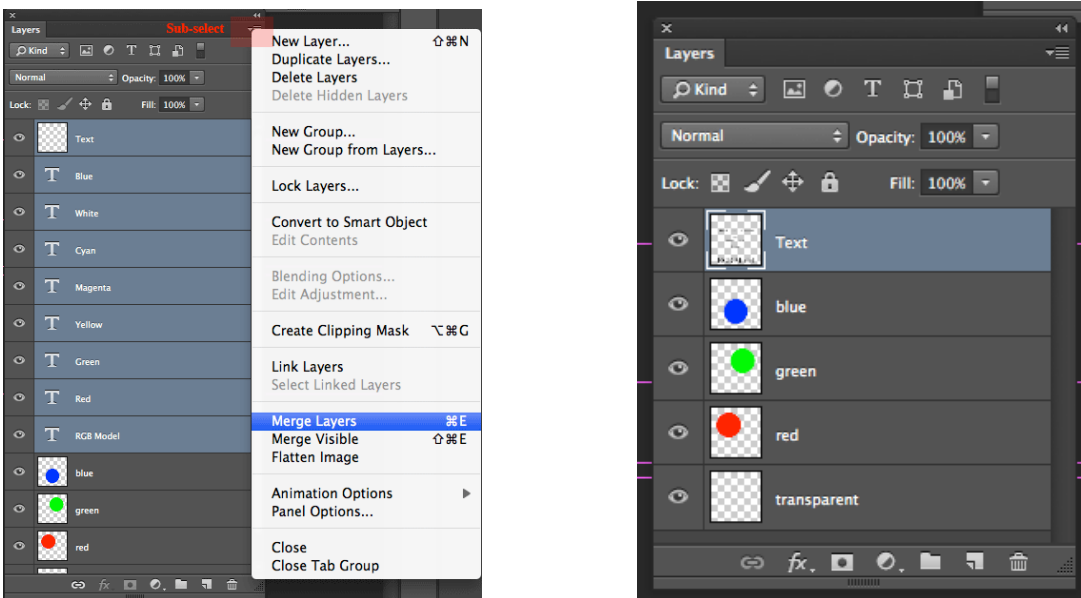 Layers
Sub-select
Kind T
Normal Opacity: 100%
Lock: Fill: 100%
Text
T Blue
T White
T Cyan
T Magenta
T Yellow
T Green
T Red
T RGB Model
blue
green
red
fx
New Layer... ⇧⌘N
Duplicate Layers...
Delete Layers
Delete Hidden Layers
New Group...
New Group from Layers...
Lock Layers...
Convert to Smart Object
Edit Contents
Blending Options...
Edit Adjustment...
Create Clipping Mask ⌥⌘G
Link Layers
Select Linked Layers
Merge Layers ⌘E
Merge Visible ⇧⌘E
Flatten Image
Animation Options
Panel Options...
Close
Close Tab Group
Layers
Kind T
Normal Opacity: 100%
Lock: Fill: 100%
Text
blue
green
red
transparent
fx